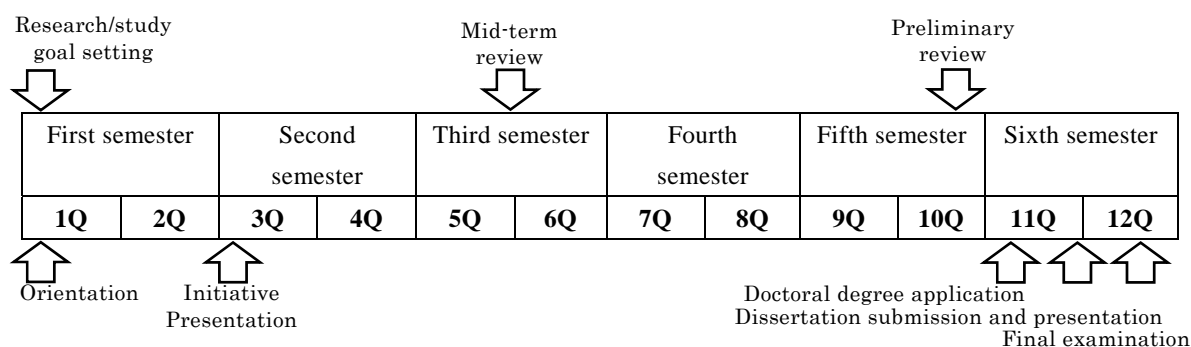 Research/study
goal setting
Mid-term
review
Preliminary
review
First semester
Second
semester
Third semester
Fourth
semester
Fifth semester
Sixth semester
1Q 2Q 3Q 4Q 5Q 6Q 7Q 8Q 9Q 10Q 11Q 12Q
Orientation
Initiative
Presentation
Doctoral degree application
Dissertation submission and presentation
Final examination